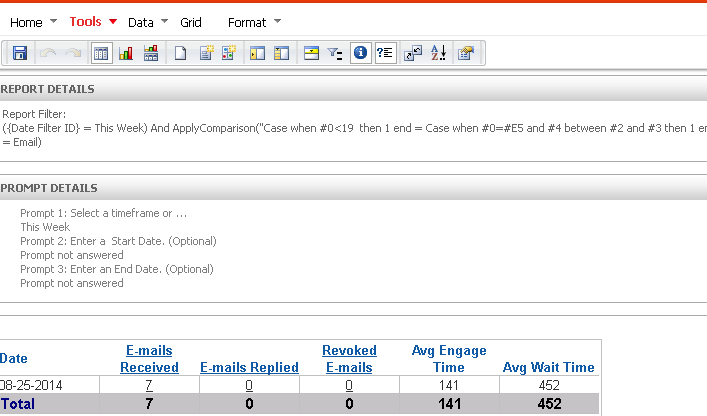 Home Tools Data Grid Format
REPORT DETAILS
Report Filter:
({Date Filter ID} = This Week) And ApplyComparison("Case when #0<19 then 1 end = Case when #0=#E5 and #4 between #2 and #3 then 1
= Email)
PROMPT DETAILS
Prompt 1: Select a timeframe or ...
This Week
Prompt 2: Enter a Start Date. (Optional)
Prompt not answered
Prompt 3: Enter an End Date. (Optional)
Prompt not answered
Date E-mails Received E-mails Replied Revoked E-mails Avg Engage Time Avg Wait Time
08-25-2014 7 0 0 141 452
Total 7 0 0 141 452